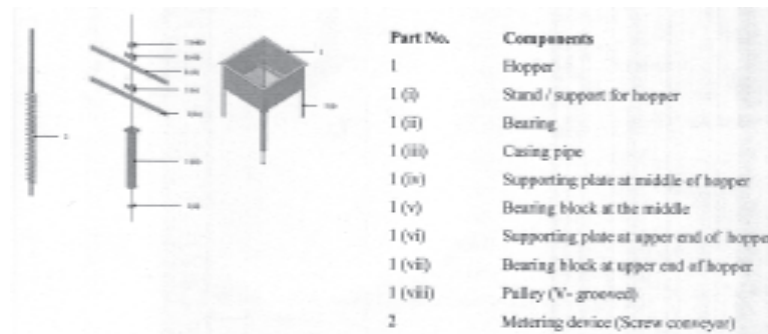 Part No. Components
1 Hopper
1 (i) Stand / support for hopper
1 (ii) Bearing
1 (iii) Casing pipe
1 (iv) Supporting plate at middle of hopper
1 (v) Bearing block at the middle
1 (vi) Supporting plate at upper end of hopper
1 (vii) Bearing block at upper end of hopper
1 (viii) Pulley (V- grooved)
2 Metering device (Screw conveyor)